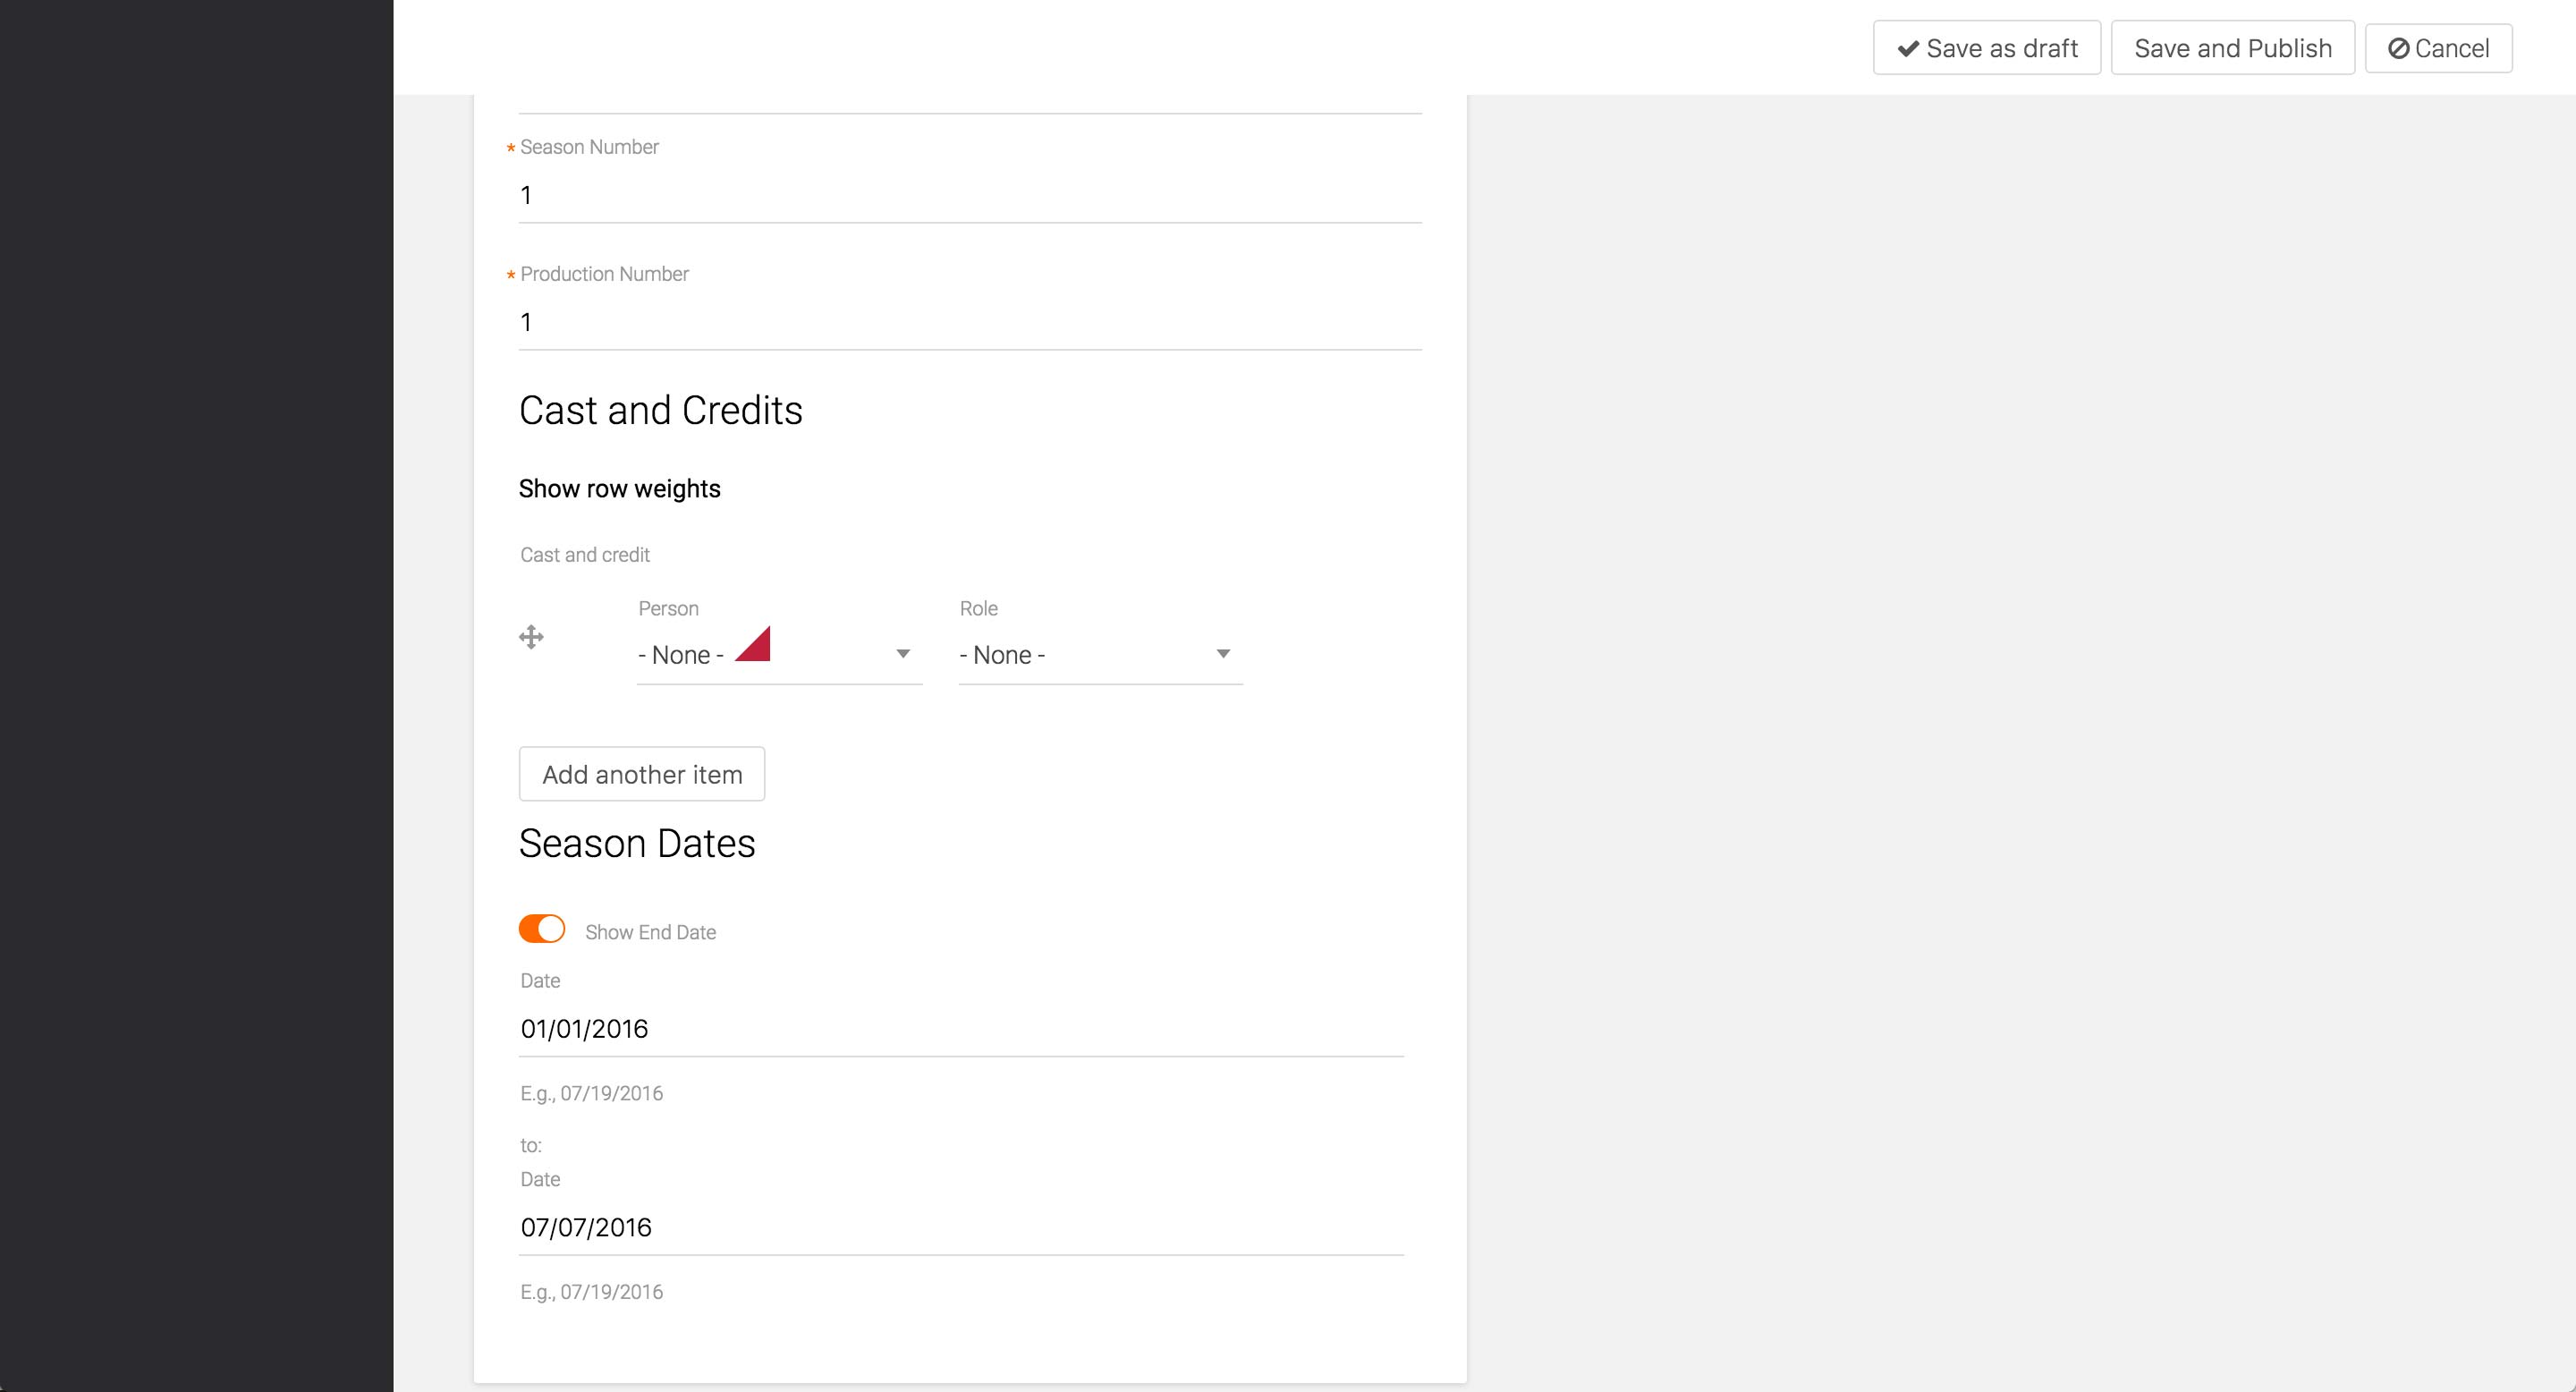 Save as draft Save and Publish Cancel
* Season Number
1
* Production Number
1
Cast and Credits
Show row weights
Cast and credit
Person Role
- None - - None -
Add another item
Season Dates
Show End Date
Date
01/01/2016
E.g., 07/19/2016
to:
Date
07/07/2016
E.g., 07/19/2016